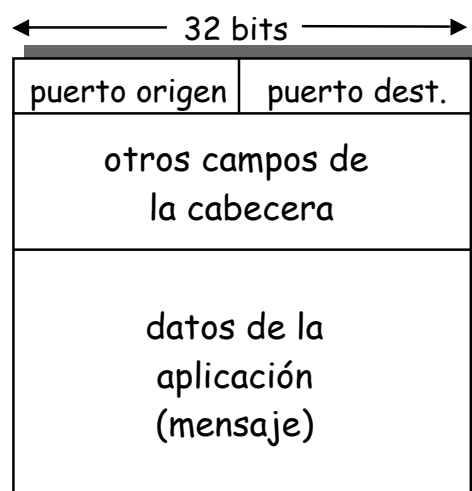 32 bits
puerto origen
puerto dest.
otros campos de
la cabecera
datos de la
aplicación
(mensaje)